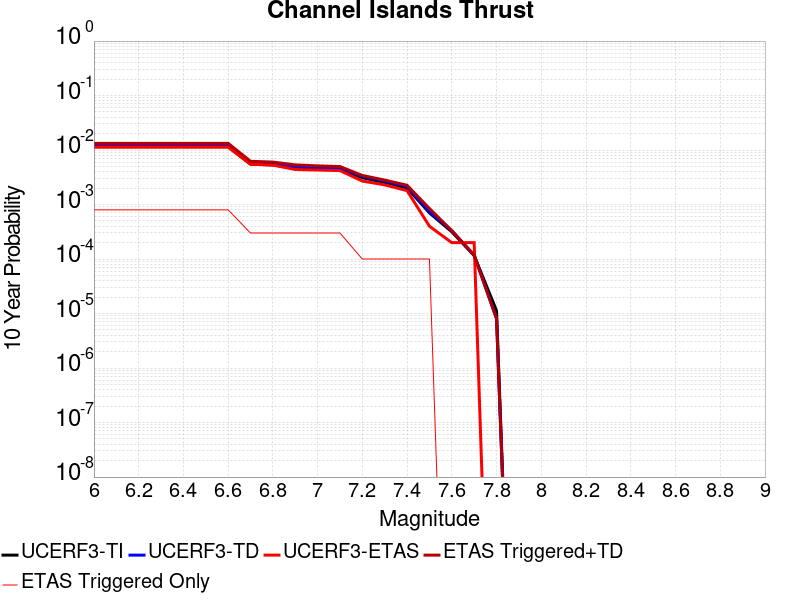 Channel Islands Thrust
10 Year Probability
10^0
10^-1
10^-2
10^-3
10^-4
10^-5
10^-6
10^-7
10^-8
6 6.2 6.4 6.6 6.8 7 7.2 7.4 7.6 7.8 8 8.2 8.4 8.6 8.8 9
Magnitude
UCERF3-TI UCERF3-TD UCERF3-ETAS ETAS Triggered+TD
ETAS Triggered Only